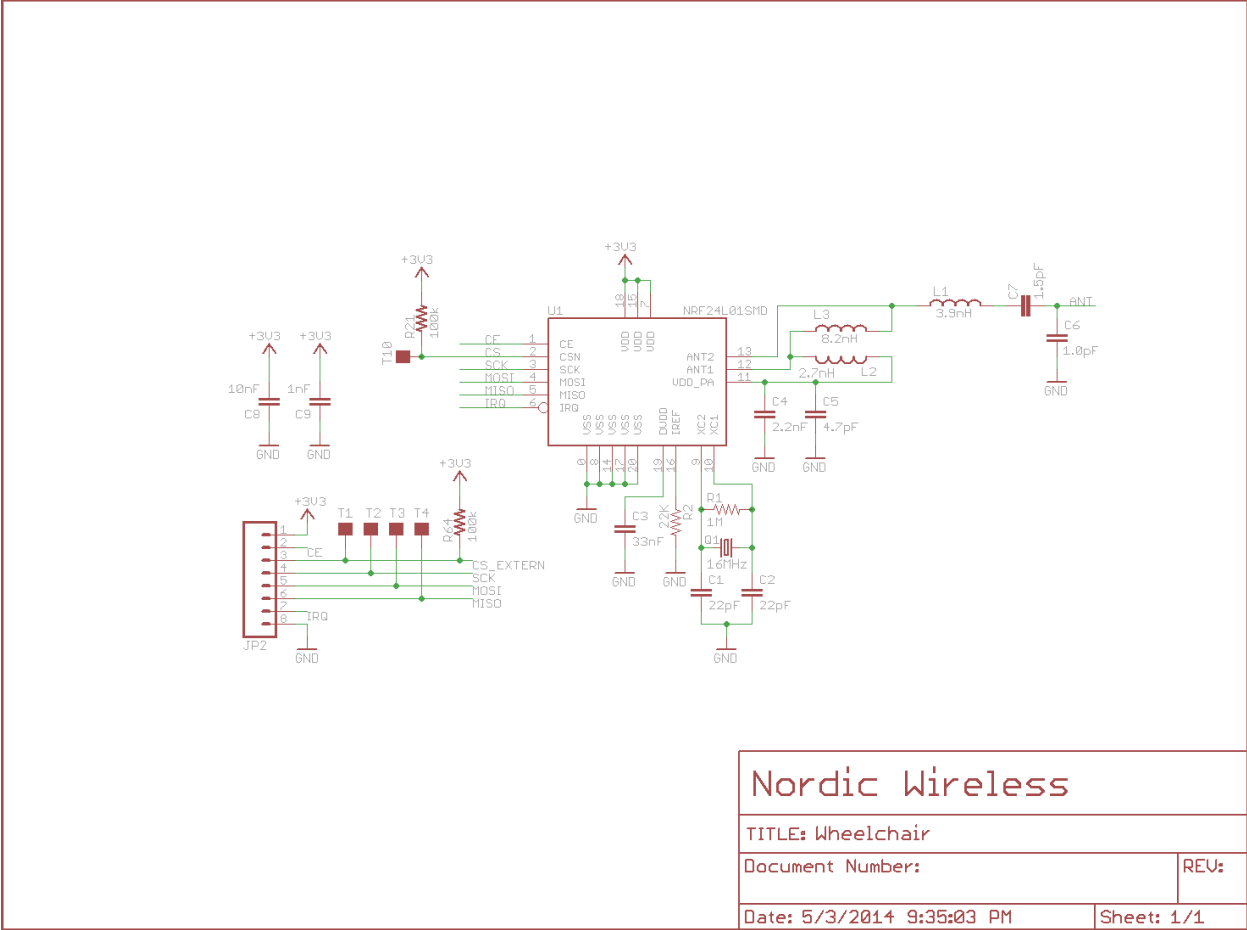 +3V3
+3V3
R21
100k
T10
+3V3
+3V3
10nF
1nF
C8
C9
GND
GND
U1
NRF24L01SMD
18
15
7
VDD
VDD
VDD
CE
CS
SCK
MOSI
MISO
IRQ
1
2
3
4
5
6
CE
CSN
SCK
MOSI
MISO
IRQ
ANT2
ANT1
VDD_PA
13
12
11
VSS
VSS
VSS
VSS
VSS
DVDD
IREF
XC2
XC1
0
8
14
17
20
19
16
9
10
L3
8.2nH
2.7nH
L2
L1
3.9nH
C7
1.5pF
ANT
C6
1.0pF
GND
C4
2.2nF
C5
4.7pF
GND
GND
GND
C3
33nF
GND
22K
R2
GND
R1
1M
Q1
16MHz
C1
22pF
C2
22pF
GND
+3V3
R64
100k
+3V3
T1
T2
T3
T4
1
2
3
4
5
6
7
8
CE
CS_EXTERN
SCK
MOSI
MISO
IRQ
JP2
GND
Nordic Wireless
TITLE: Wheelchair
Document Number:
REV:
Date: 5/3/2014 9:35:03 PM
Sheet: 1/1